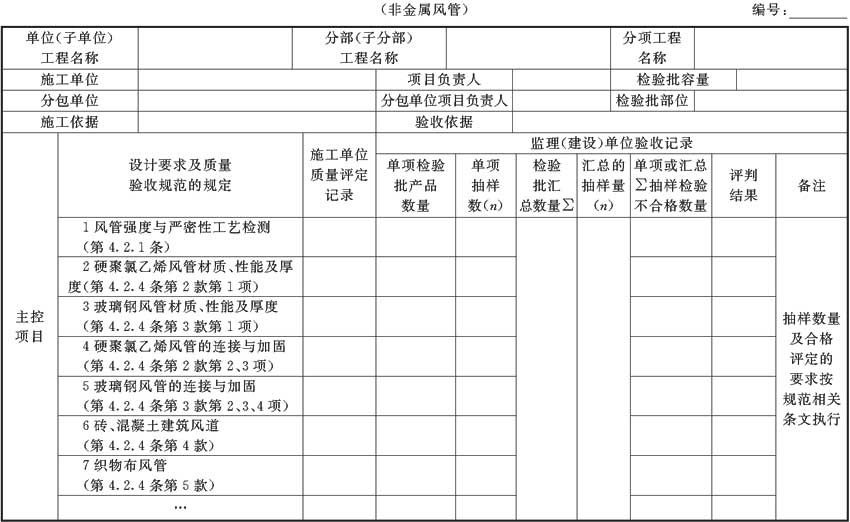 （非金属风管）
编号:
单位(子单位)
工程名称
分部(子分部)
工程名称
分项工程
名称
施工单位
项目负责人
检验批容量
分包单位
分包单位项目负责人
检验批部位
施工依据
验收依据
主控
项目
设计要求及质量
验收规范的规定
施工单位
质量评定
记录
监理(建设)单位验收记录
单项检验
批产品
数量
单项
抽样
数(n)
检验
批汇
总数量∑
汇总的
抽样量
(n)
单项或汇总
∑抽样检验
不合格数量
评判
结果
备注
1 风管强度与严密性工艺检测
(第 4.2.1 条)
2 硬聚氯乙烯风管材质、性能及厚
度(第 4.2.4 条第 2 款第 1 项)
3 玻璃钢风管材质、性能及厚度
(第 4.2.4 条第 3 款第 1 项)
4 硬聚氯乙烯风管的连接与加固
(第 4.2.4 条第 2 款第 2、3 项)
5 玻璃钢风管的连接与加固
(第 4.2.4 条第 3 款第 2、3、4 项)
6 砖、混凝土建筑风道
(第 4.2.4 条第 4 款)
7 织物布风管
(第 4.2.4 条第 5 款)
…
抽样数量
及合格
评定的
要求按
规范相关
条文执行